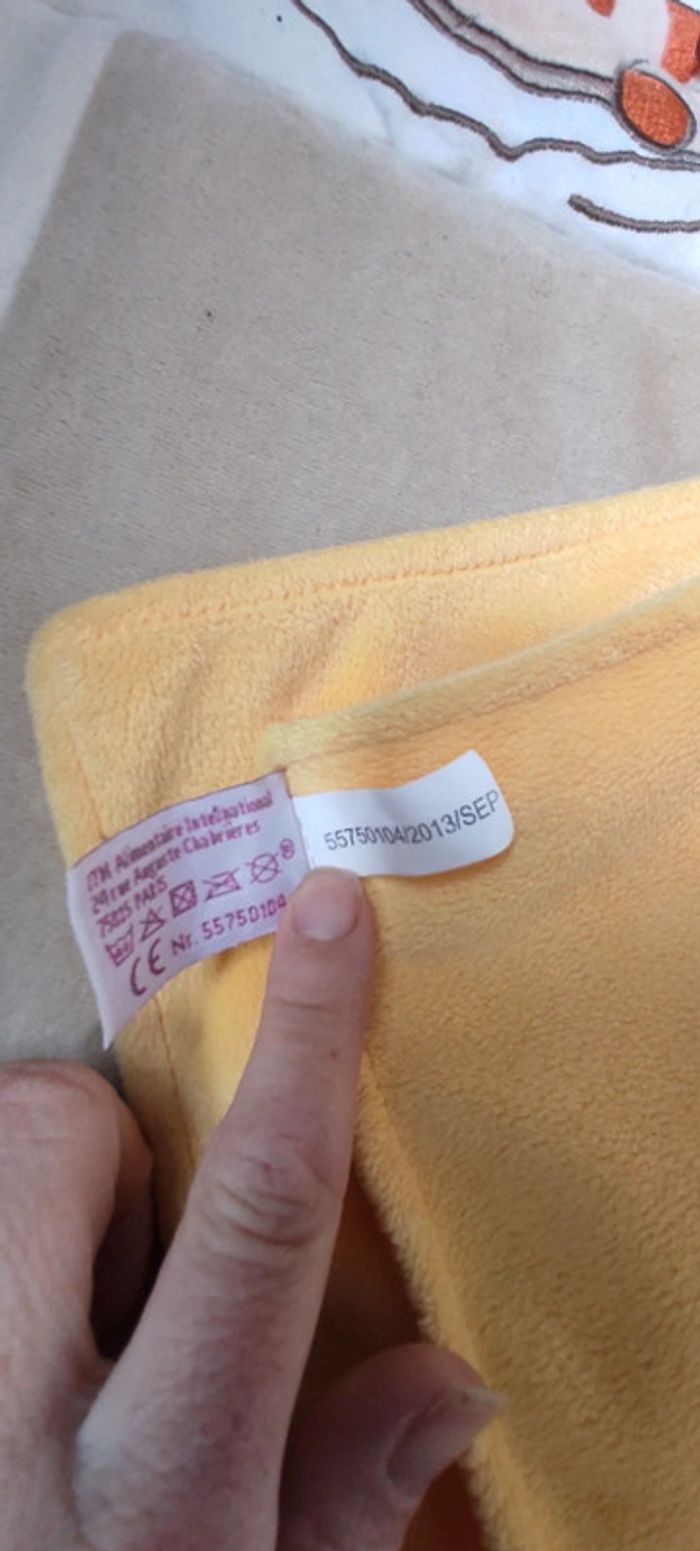 ITM Alimentaire International
24 rue Auguste Chabrières
75015 PARIS
CE Nr. 55750104
55750104/2013/SEP